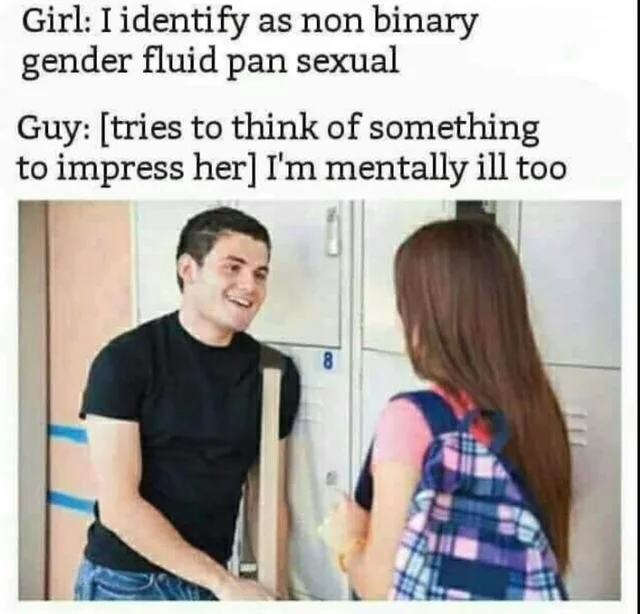 Girl: I identify as non binary
gender fluid pan sexual
Guy: [tries to think of something
to impress her] I'm mentally ill too
8